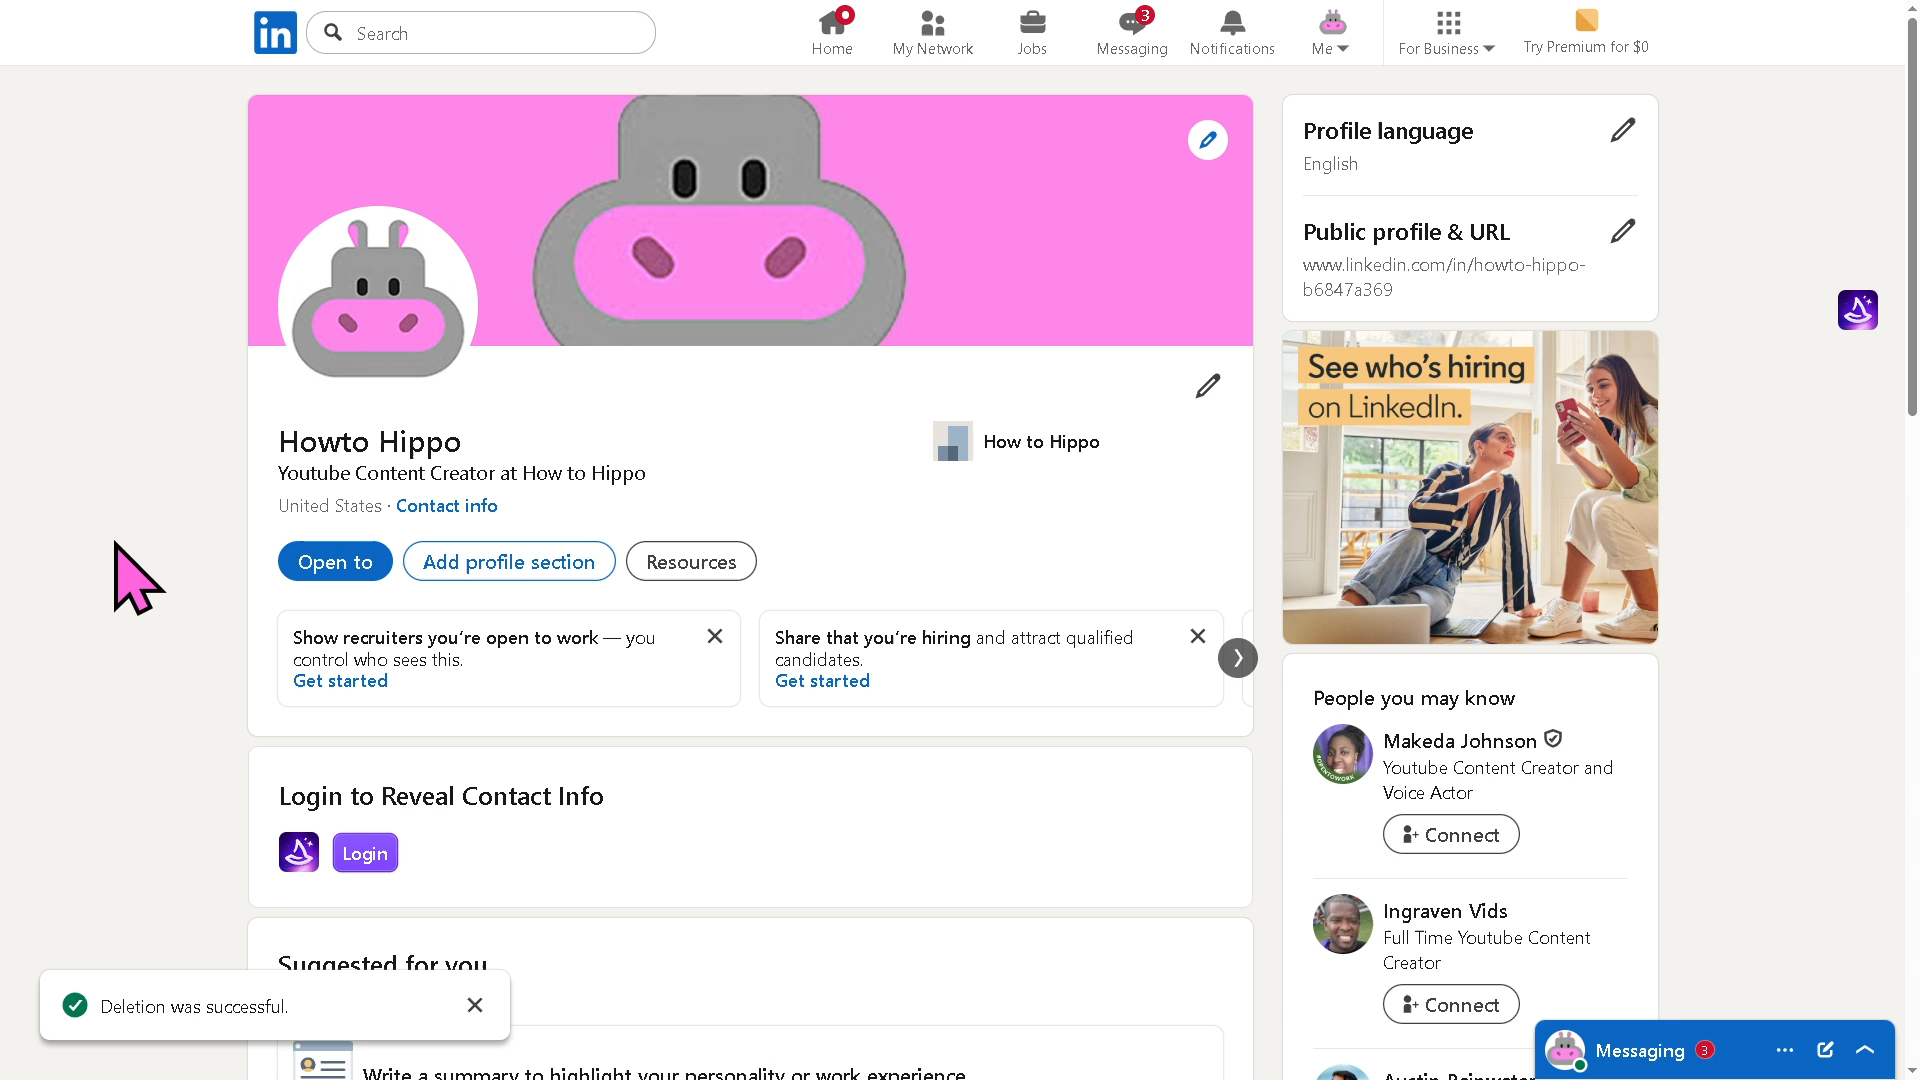 in
Search
Home
My Network
Jobs
3
Messaging
Notifications
Me
For Business
Try Premium for $0
Profile language
English
Public profile & URL
www.linkedin.com/in/howto-hippo-
b6847a369
See who's hiring
on LinkedIn.
Howto Hippo
How to Hippo
Youtube Content Creator at How to Hippo
United States · Contact info
Open to
Add profile section
Resources
Show recruiters you're open to work — you
control who sees this.
Get started
Share that you're hiring and attract qualified
candidates.
Get started
Login to Reveal Contact Info
Login
Suggested for you
Deletion was successful.
Write a summary to highlight your personality or work experience
People you may know
Makeda Johnson
#OPENTOWORK
Youtube Content Creator and
Voice Actor
Connect
Ingraven Vids
Full Time Youtube Content
Creator
Connect
Messaging 3